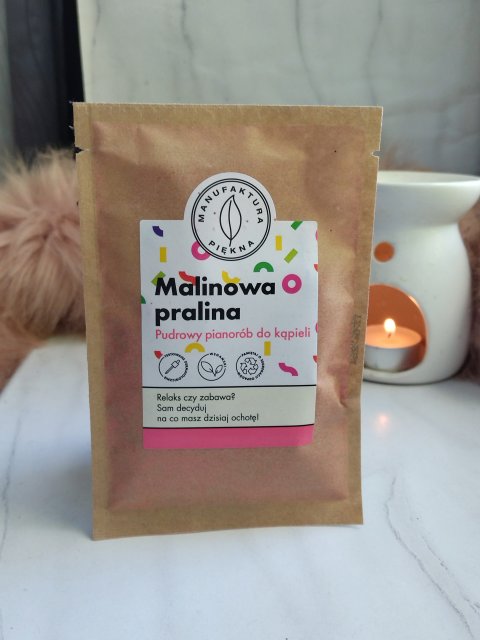 MANUFAKTURA
PIĘKNA
Malinowa
pralina
Pudrowy pianorób do kąpieli
Relaks czy zabawa?
Sam decyduj
na co masz dzisiaj ochotę!